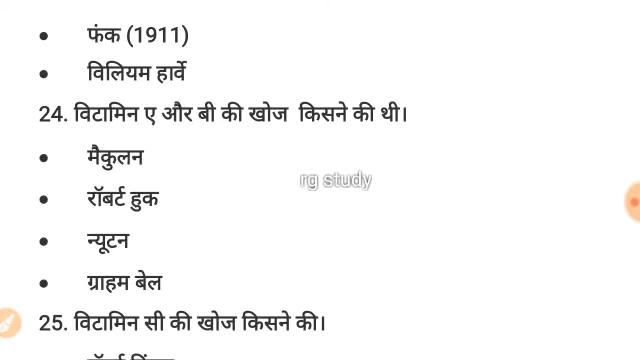 • फंक (1911)
• विलियम हार्वे
24. विटामिन ए और बी की खोज किसने की थी।
• मैकुलन
rg study
• रॉबर्ट हुक
• न्यूटन
• ग्राहम बेल
25. विटामिन सी की खोज किसने की।